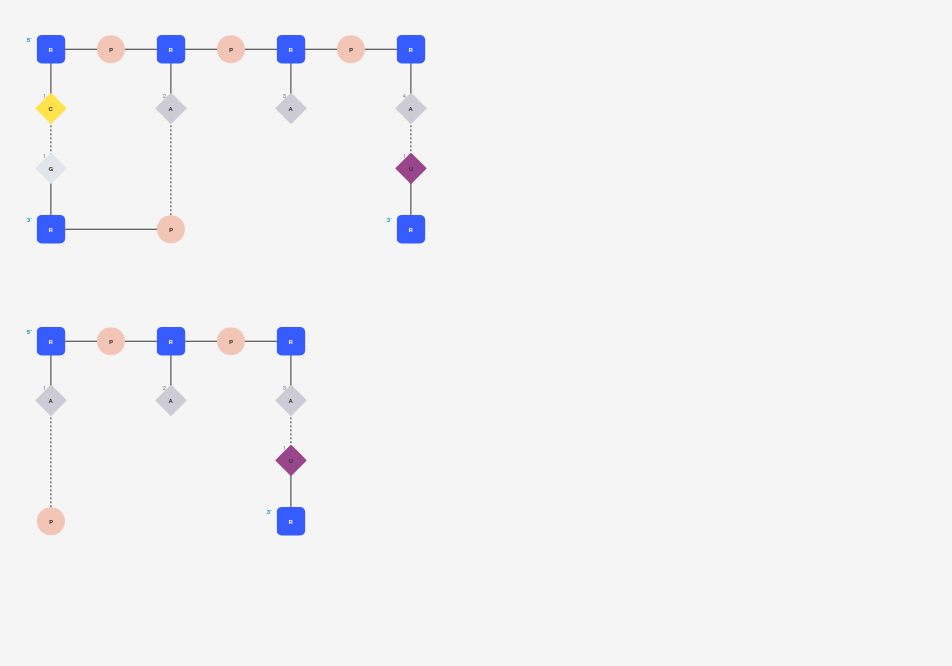 5'
R P R P R P R
1 2 3 4
C A A A
1 1
G U
3' 3'
R P R
5'
R P R P R
1 2 3
A A A
1
U
3'
P R